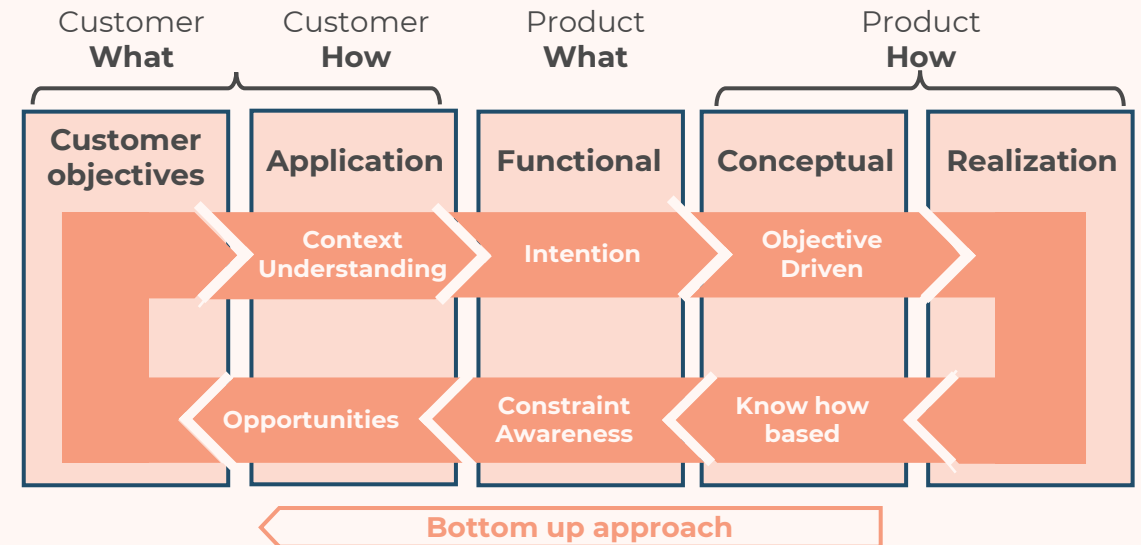 Customer
What
Customer
How
Product
What
Product
How
Customer
objectives
Application
Functional
Conceptual
Realization
Context
Understanding
Intention
Objective
Driven
Opportunities
Constraint
Awareness
Know how
based
Bottom up approach